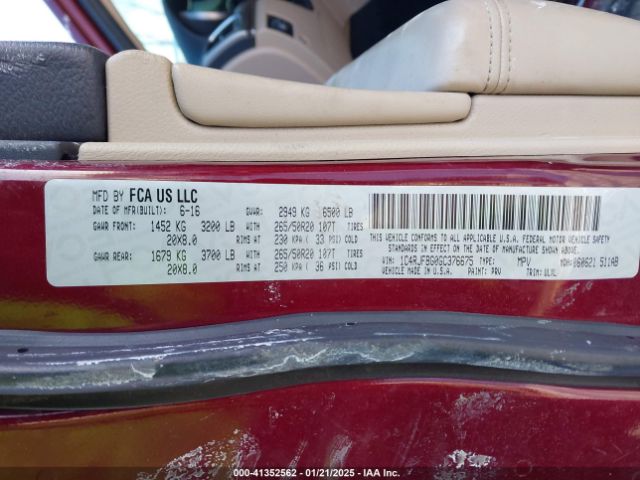 MFD BY FCA US LLC
DATE OF MFR(BUILT): 6-16 GVWR: 2949 KG 6500 LB
GAWR FRONT: 1452 KG 3200 LB WITH 265/50R20 107T TIRES
20X8.0 RIMS AT 230 KPA ( 33 PSI) COLD
GAWR REAR: 1679 KG 3700 LB WITH 265/50R20 107T TIRES
20X8.0 RIMS AT 250 KPA ( 36 PSI) COLD
THIS VEHICLE CONFORMS TO ALL APPLICABLE U.S.A. FEDERAL MOTOR VEHICLE SAFETY
STANDARDS IN EFFECT ON THE DATE OF
MANUFACTURE SHOWN ABOVE.
VIN: TYPE: MPV MDH: 060621 511AB
VEHICLE MADE IN U.S.A. PAINT: PRV TRIM:
000-41352562 • 01/21/2025 • IAA Inc.